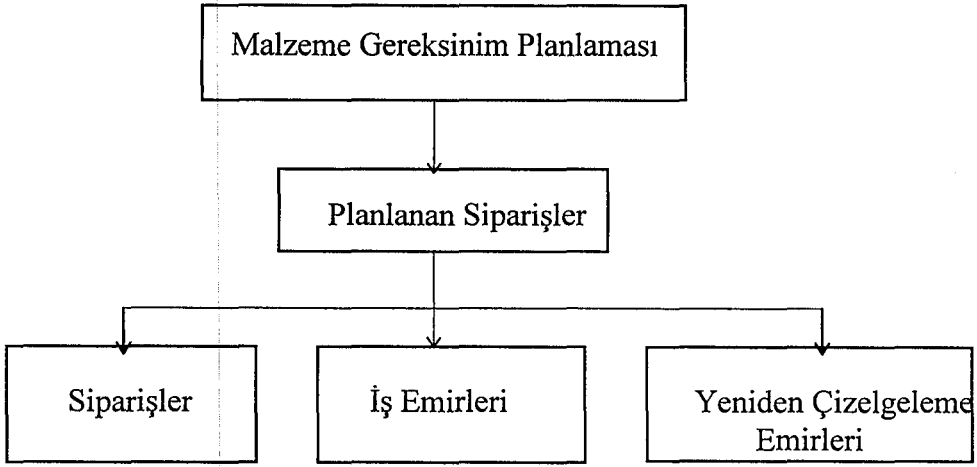 Malzeme Gereksinim Planlaması
Planlanan Siparişler
Siparişler
İş Emirleri
Yeniden Çizelgeleme
Emirleri